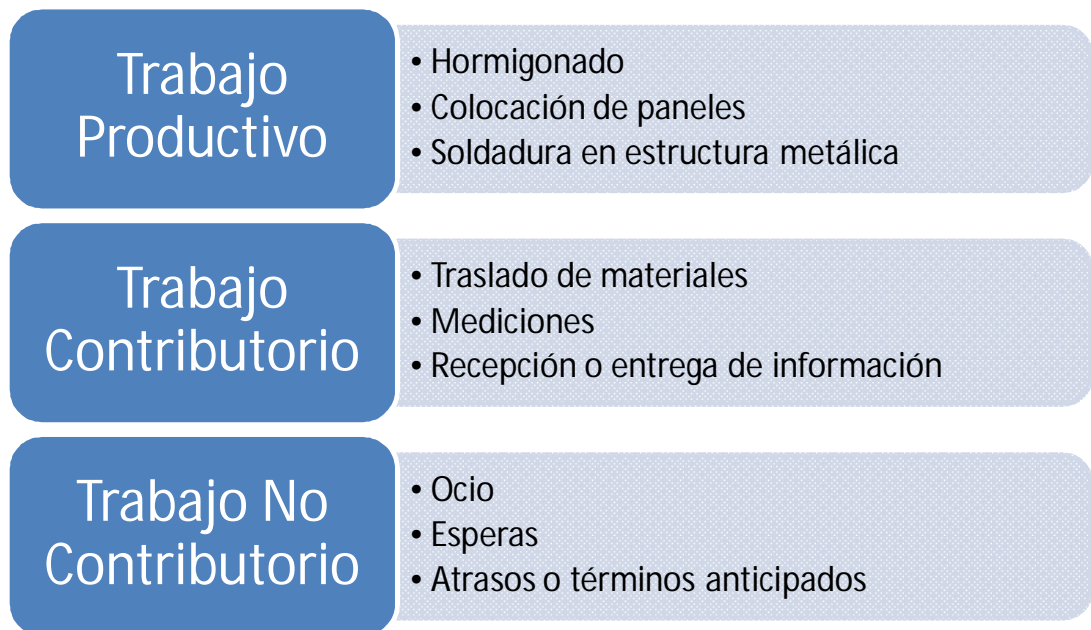 Trabajo
Productivo
• Hormigonado
• Colocación de paneles
• Soldadura en estructura metálica
Trabajo
Contributorio
• Traslado de materiales
• Mediciones
• Recepción o entrega de información
Trabajo No
Contributorio
• Ocio
• Esperas
• Atrasos o términos anticipados